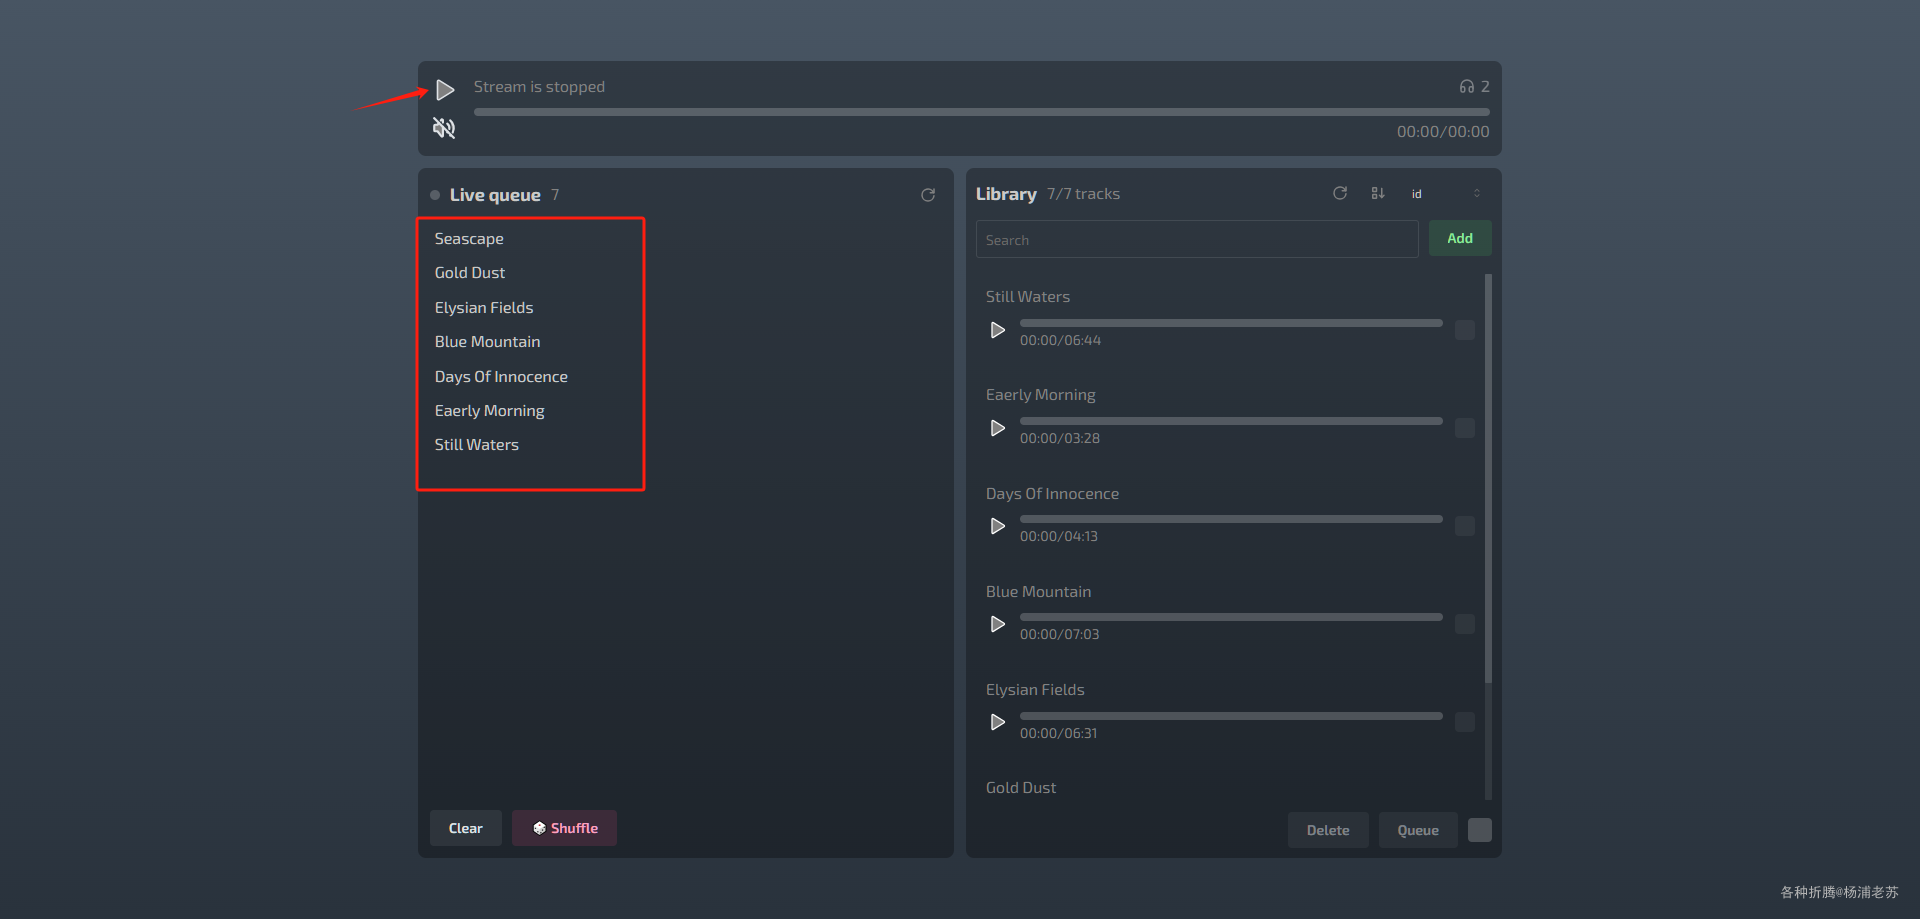 Stream is stopped
2
00:00/00:00
Live queue 7
Seascape
Gold Dust
Elysian Fields
Blue Mountain
Days Of Innocence
Eaerly Morning
Still Waters
Clear
Shuffle
Library 7/7 tracks
id
Search
Add
Still Waters
00:00/06:44
Eaerly Morning
00:00/03:28
Days Of Innocence
00:00/04:13
Blue Mountain
00:00/07:03
Elysian Fields
00:00/06:31
Gold Dust
Delete
Queue
各种折腾@杨浦老苏